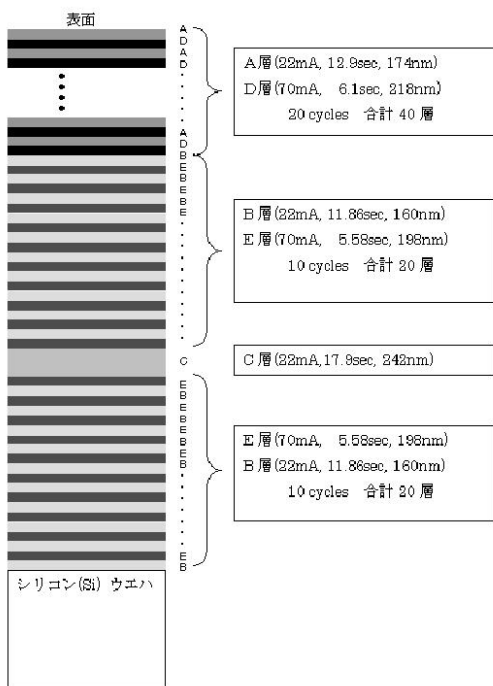 表面
A
D
A
D
A
D
B
E
B
E
B
E
C
E
B
E
B
E
B
E
B
E
B
A層(22mA, 12.9sec, 174nm)
D層(70mA, 6.1sec, 218nm)
20 cycles 合計 40 層
B層(22mA, 11.86sec, 160nm)
E層(70mA, 5.58sec, 198nm)
10 cycles 合計 20 層
C層(22mA,17.9sec, 242nm)
E層(70mA, 5.58sec, 198nm)
B層(22mA, 11.86sec, 160nm)
10 cycles 合計 20 層
シリコン(Si) ウエハ